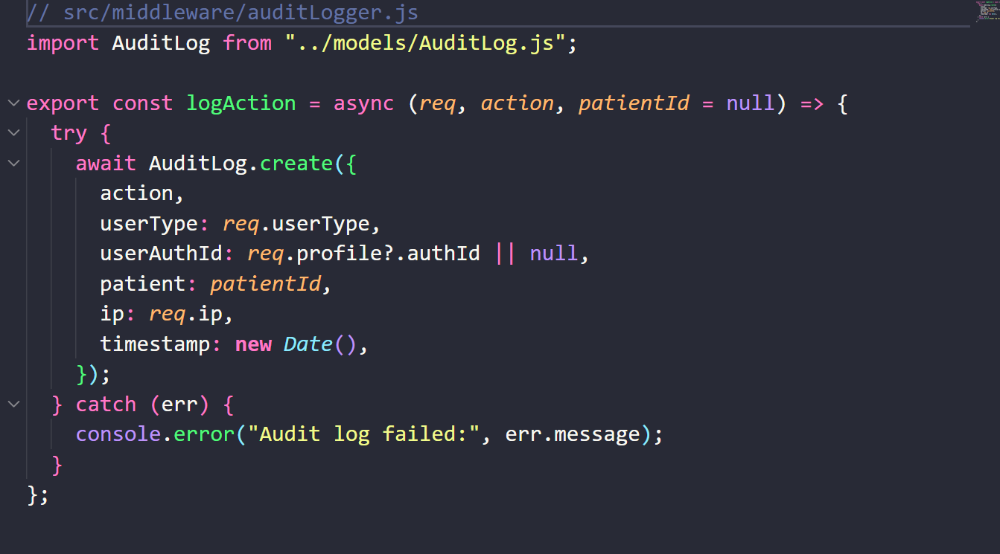 // src/middleware/auditLogger.js
import AuditLog from "../models/AuditLog.js";

export const logAction = async (req, action, patientId = null) => {
  try {
    await AuditLog.create({
      action,
      userType: req.userType,
      userAuthId: req.profile?.authId || null,
      patient: patientId,
      ip: req.ip,
      timestamp: new Date(),
    });
  } catch (err) {
    console.error("Audit log failed:", err.message);
  }
};